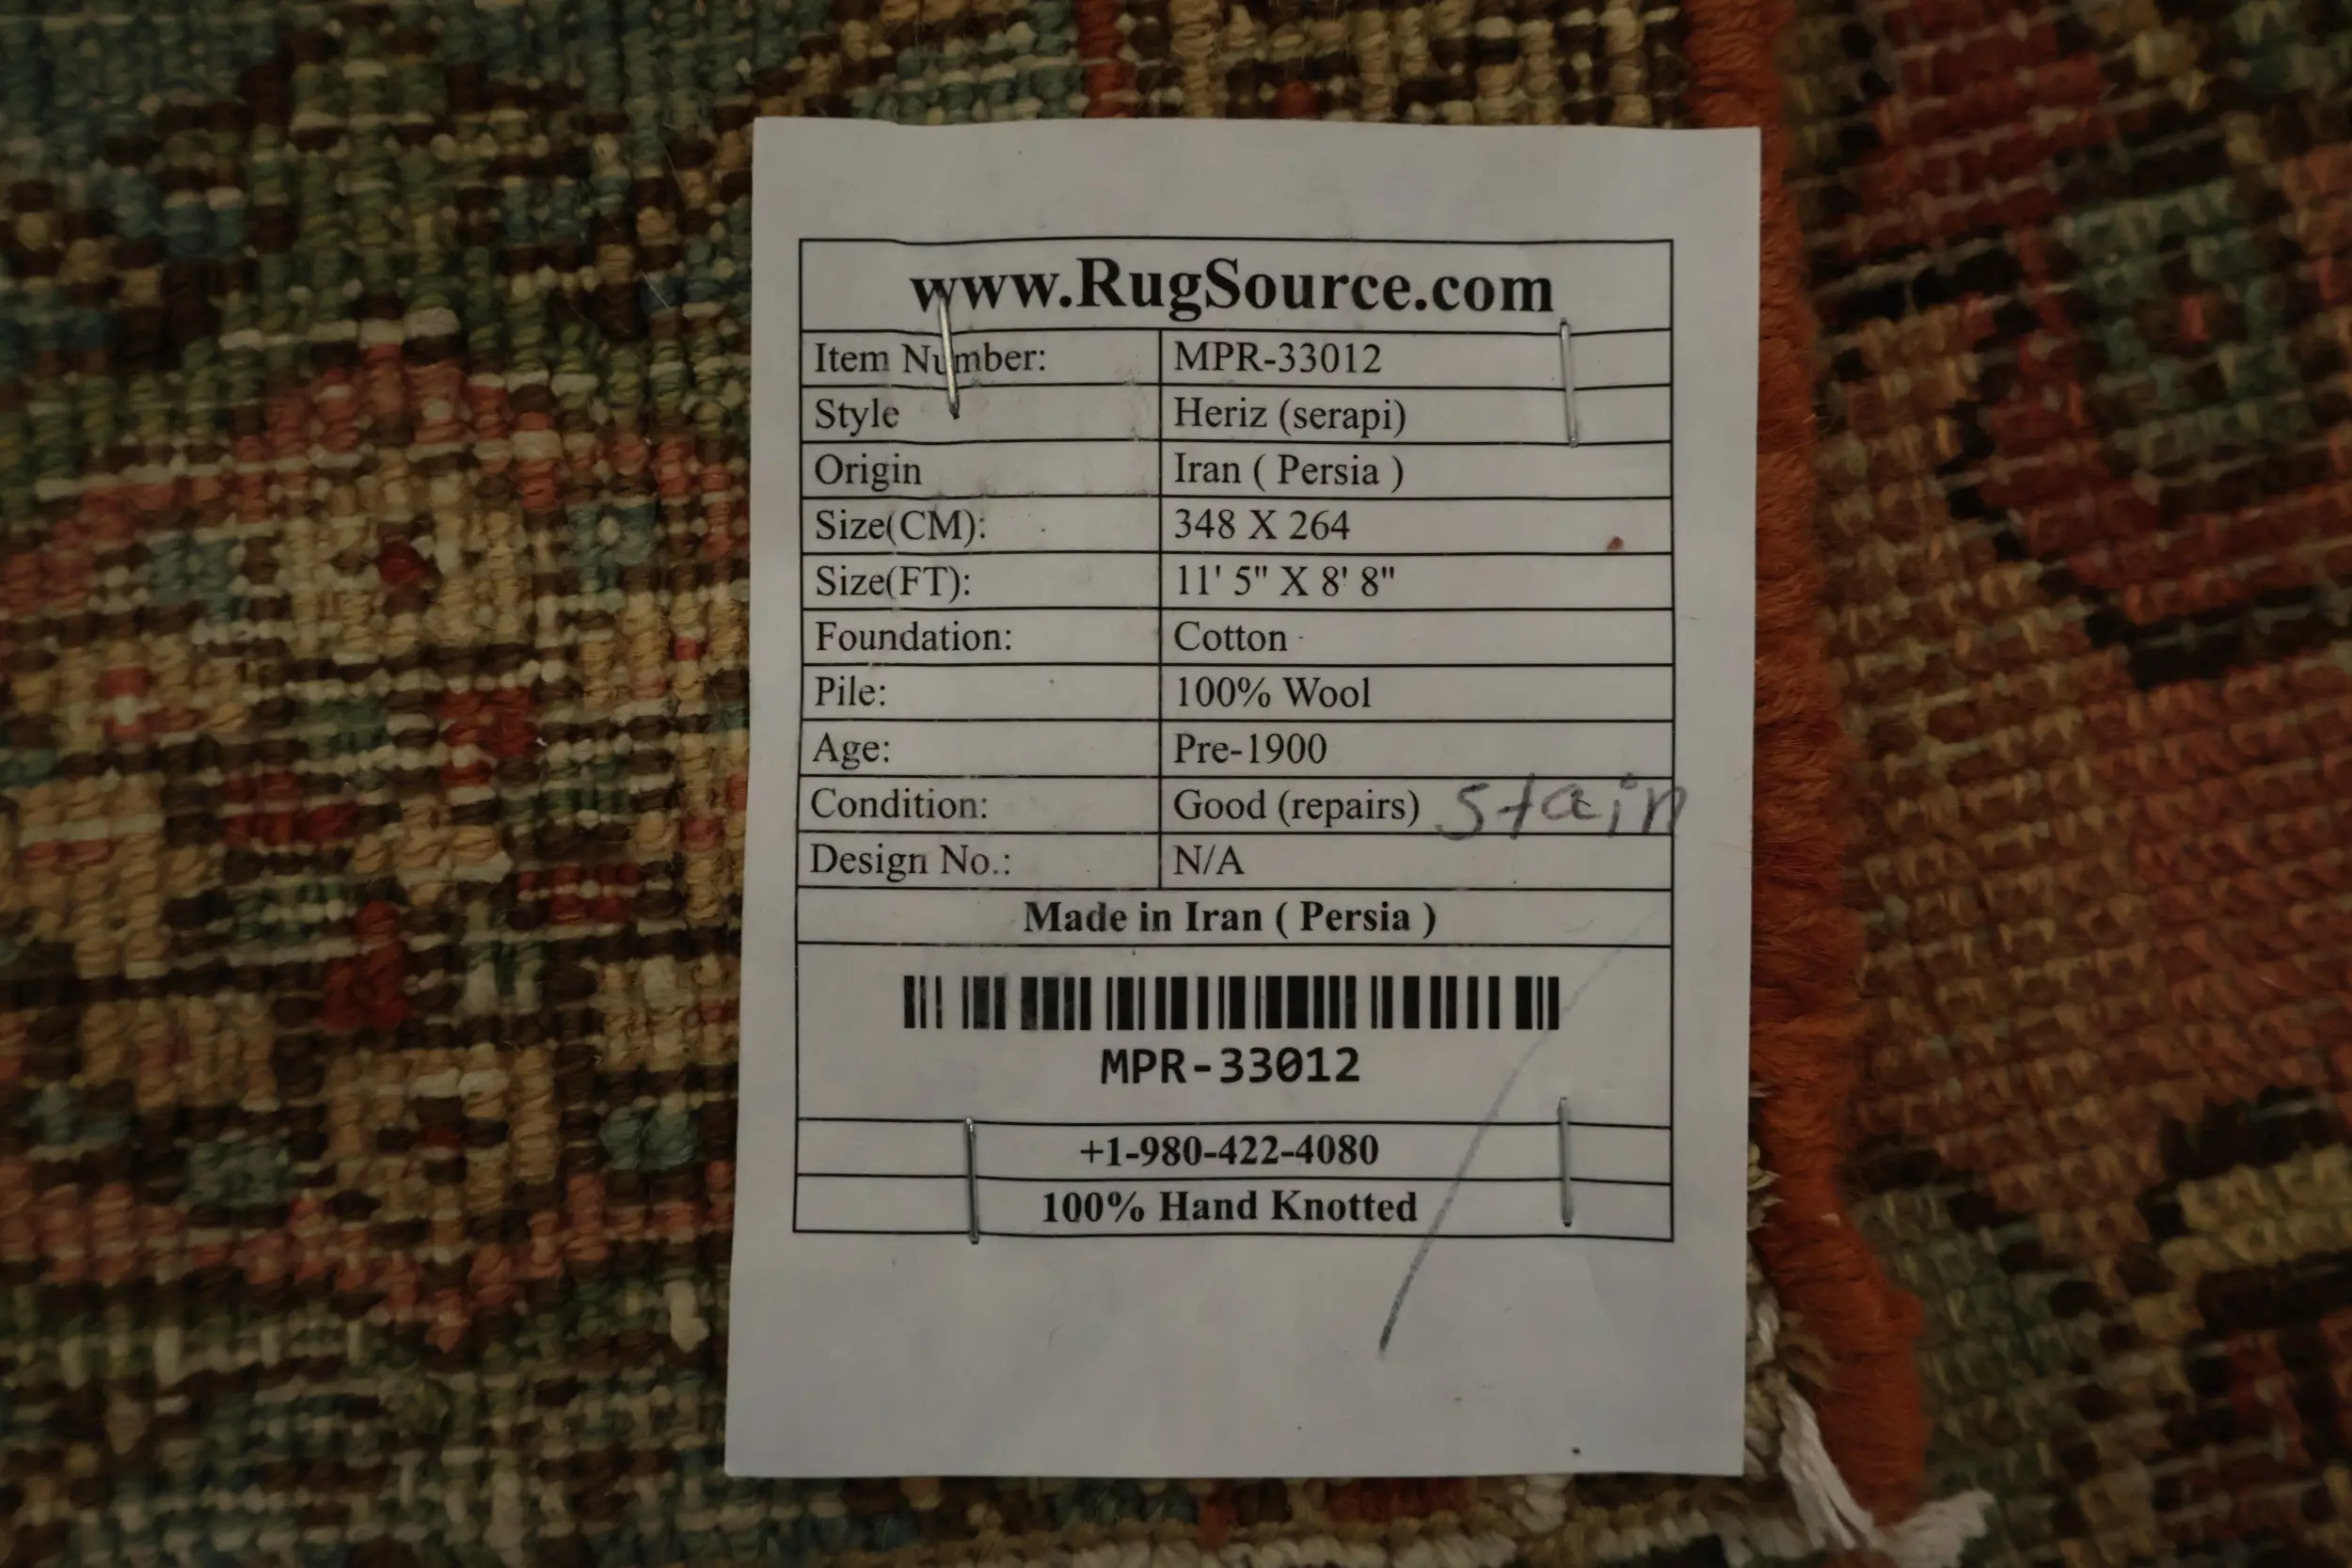 www.RugSource.com
Item Number: MPR-33012
Style Heriz (serapi)
Origin Iran ( Persia )
Size(CM): 348 X 264
Size(FT): 11' 5" X 8' 8"
Foundation: Cotton
Pile: 100% Wool
Age: Pre-1900
Condition: Good (repairs) stain
Design No.: N/A
Made in Iran ( Persia )
MPR-33012
+1-980-422-4080
100% Hand Knotted